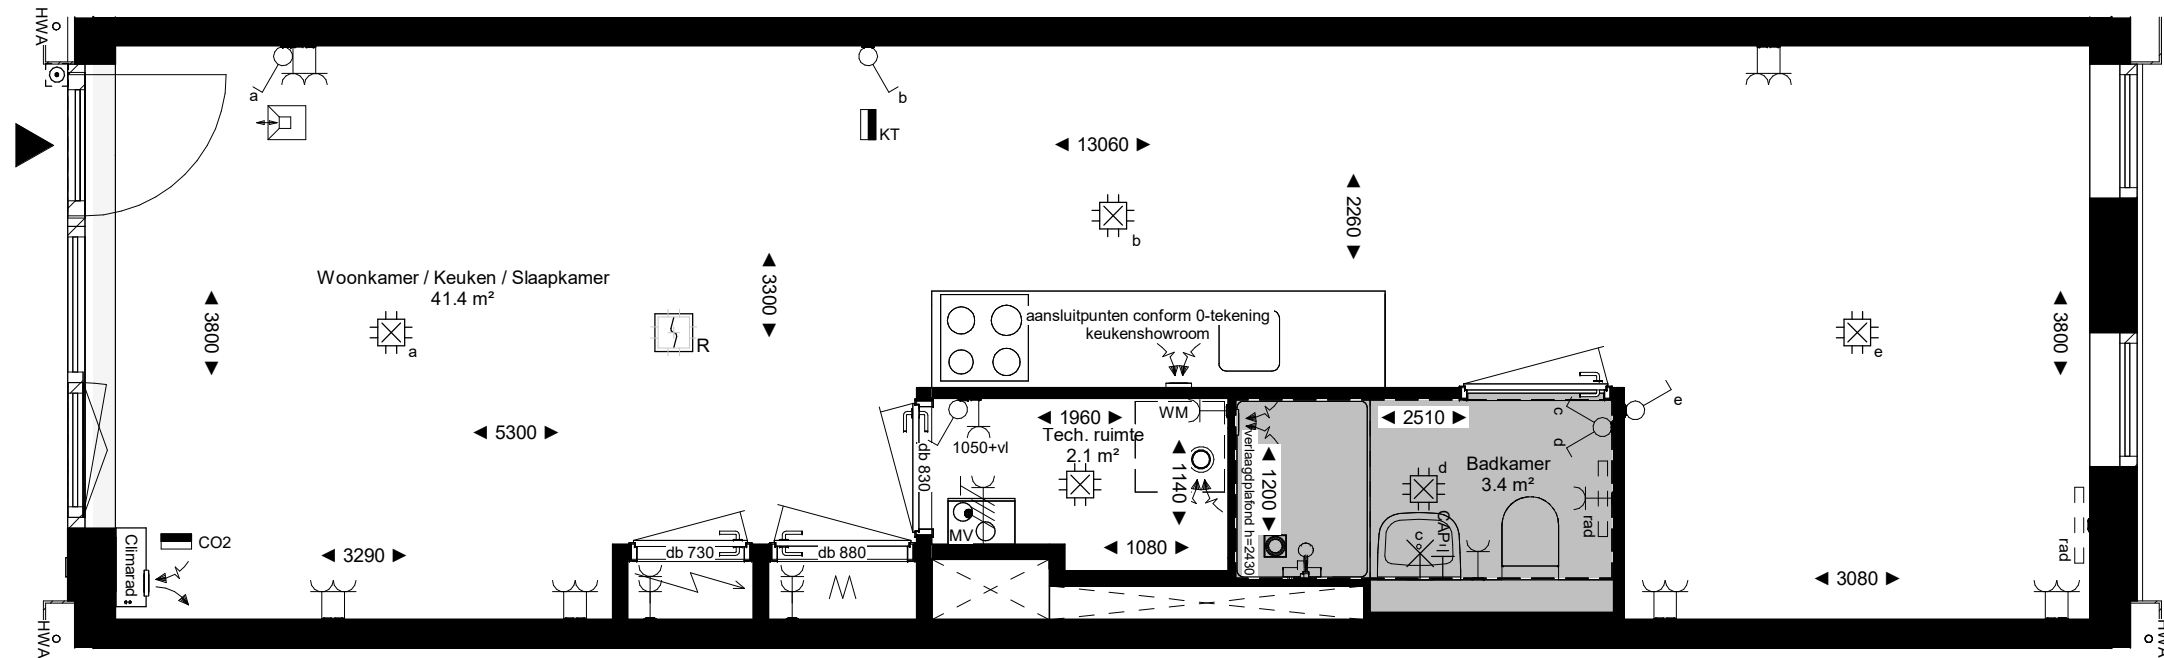 HWA
a
b
KT
13060
2260
b
Woonkamer / Keuken / Slaapkamer
41.4 m²
3800
a
3300
R
aansluitpunten conform 0-tekening
keukenshowroom
e
3800
5300
1050+vl
1960
WM
Tech. ruimte
2.1 m²
1140
db 830
MV
1080
verlaagdplafond h=2430
1200
2510
c
d
e
d
Badkamer
3.4 m²
CAP
c
rad
rad
Climarad
CO2
3290
db 730
db 880
3080
HWA
HWA